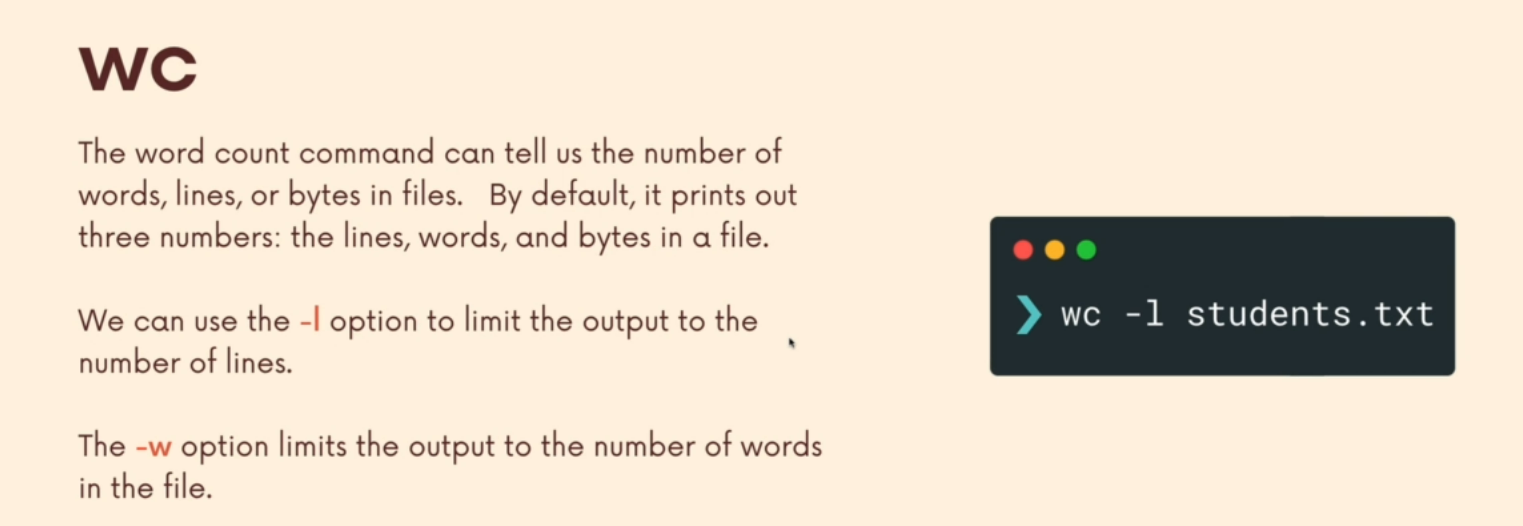 wc
The word count command can tell us the number of
words, lines, or bytes in files.   By default, it prints out
three numbers: the lines, words, and bytes in a file.
We can use the -l option to limit the output to the
number of lines.
The -w option limits the output to the number of words
in the file.
❯ wc -l students.txt